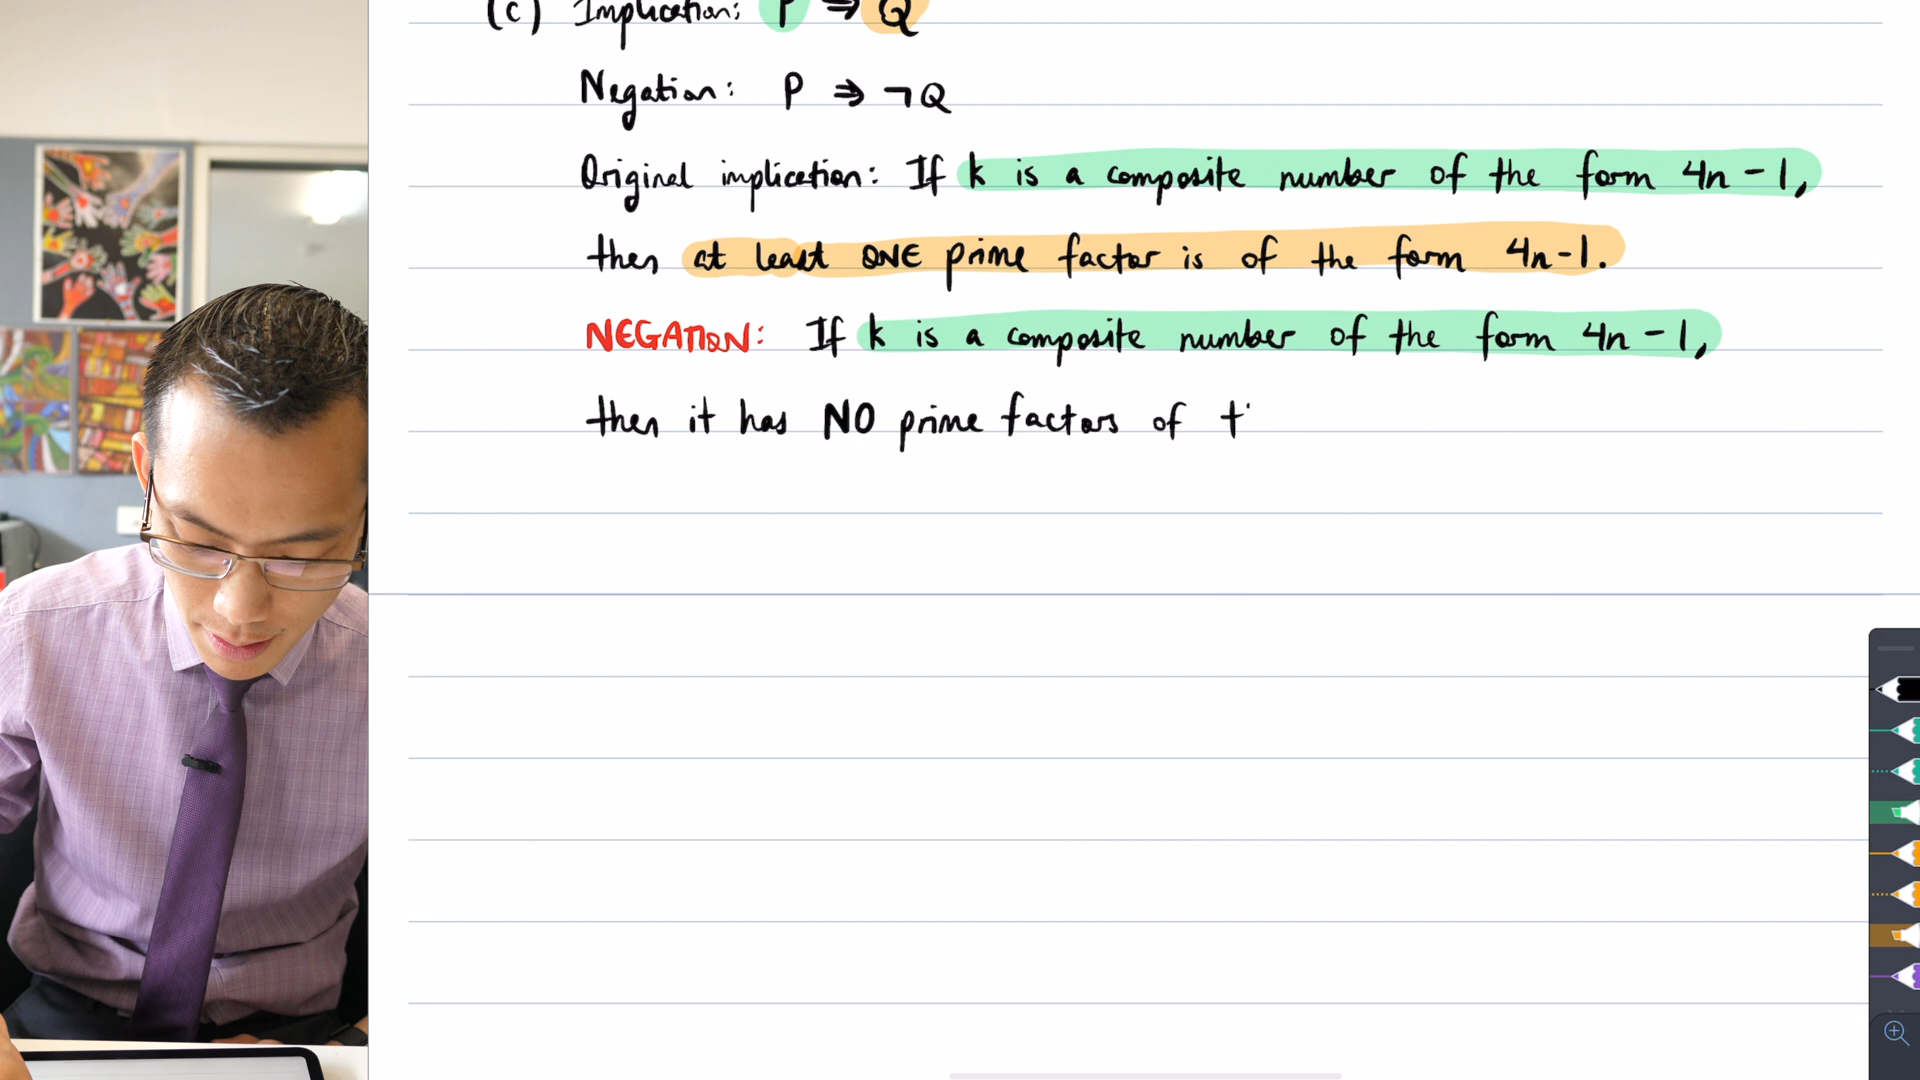 (c) Implication: P ⇒ Q
Negation: P ⇒ ¬Q
Original implication: If k is a composite number of the form 4n-1,
then at least ONE prime factor is of the form 4n-1.
NEGATION: If k is a composite number of the form 4n-1,
then it has NO prime factors of t